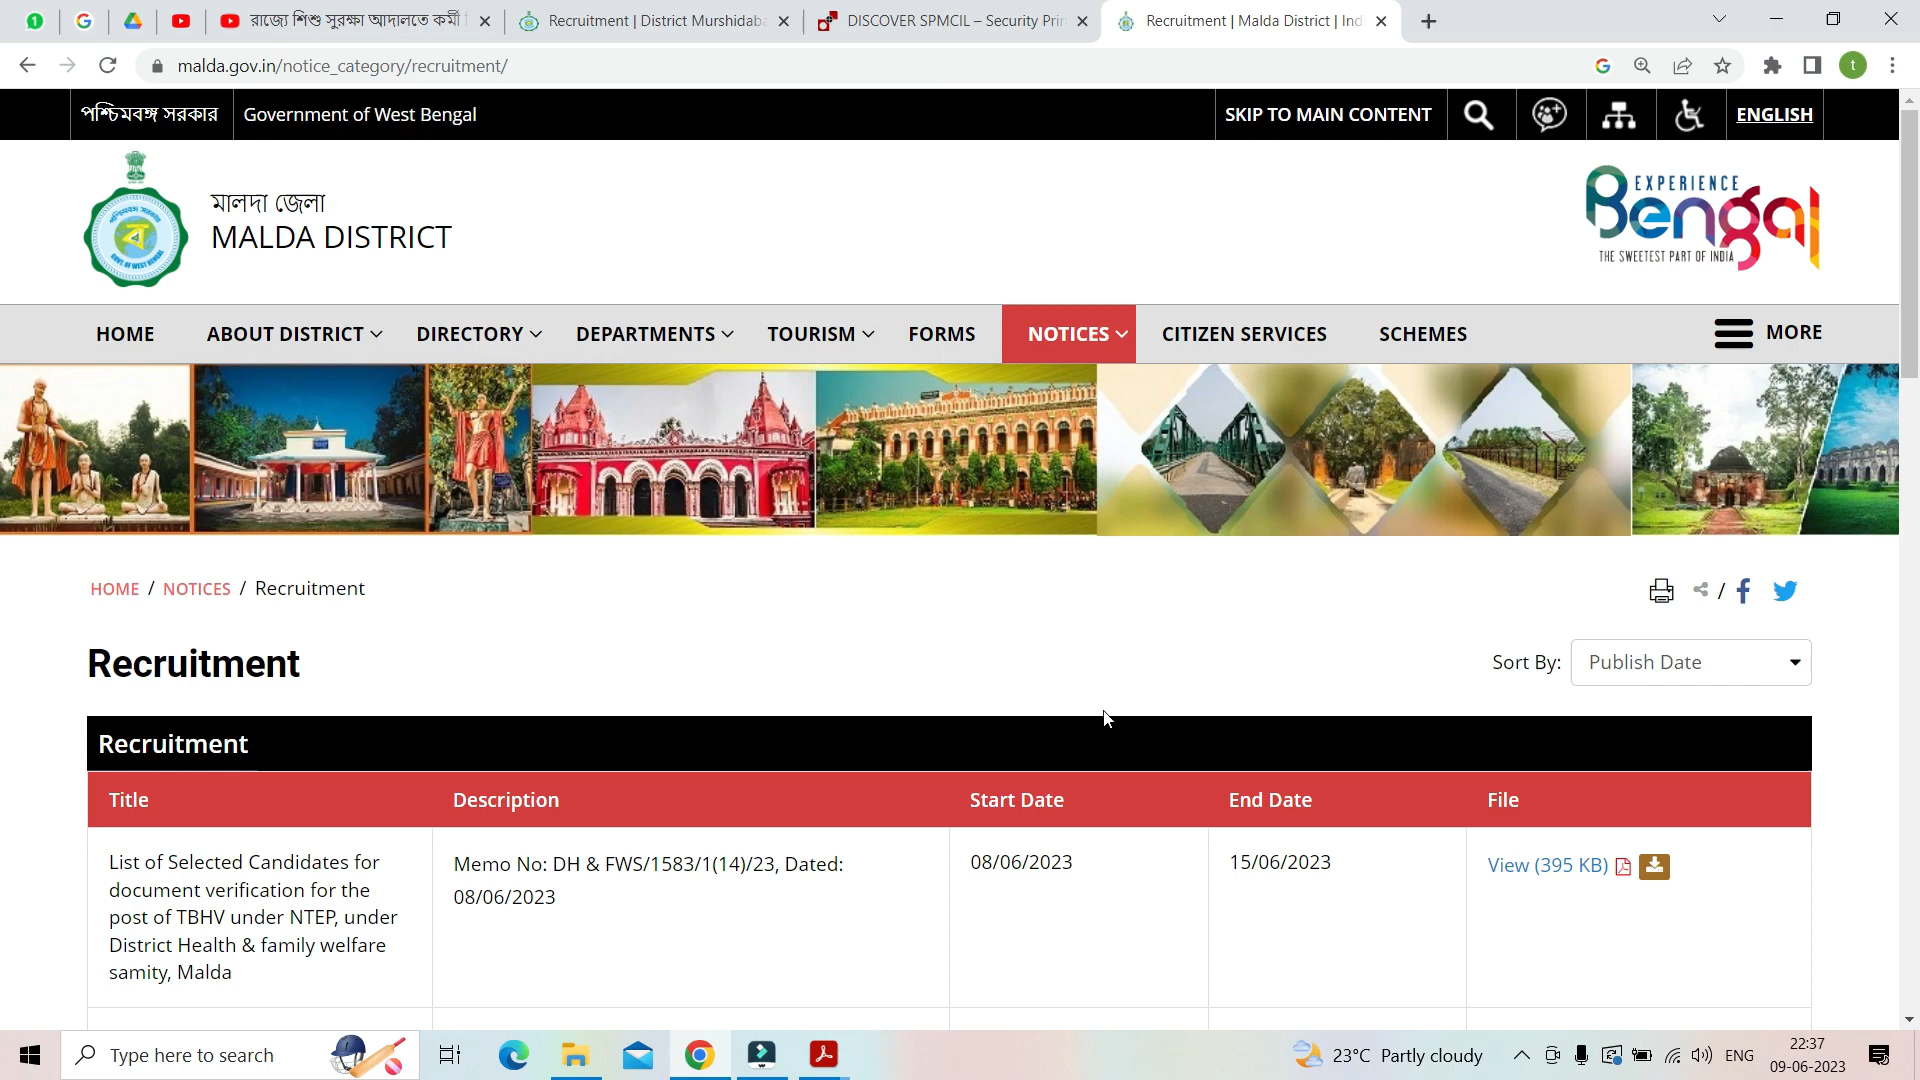 রাজ্যে শিশু সুরক্ষা আদালতে কর্মী
Recruitment | District Murshidaba
DISCOVER SPMCIL – Security Prin
Recruitment | Malda District | Ind
malda.gov.in/notice_category/recruitment/
t
পশ্চিমবঙ্গ সরকার
Government of West Bengal
SKIP TO MAIN CONTENT
ENGLISH
মালদা জেলা
MALDA DISTRICT
EXPERIENCE
Bengal
THE SWEETEST PART OF INDIA
HOME
ABOUT DISTRICT
DIRECTORY
DEPARTMENTS
TOURISM
FORMS
NOTICES
CITIZEN SERVICES
SCHEMES
MORE
HOME / NOTICES / Recruitment
/
Recruitment
Sort By: Publish Date
Recruitment
Title Description Start Date End Date File
List of Selected Candidates for
document verification for the
post of TBHV under NTEP, under
District Health & family welfare
samity, Malda
Memo No: DH & FWS/1583/1(14)/23, Dated:
08/06/2023
08/06/2023
15/06/2023
View (395 KB)
Type here to search
23°C Partly cloudy
ENG
22:37
09-06-2023